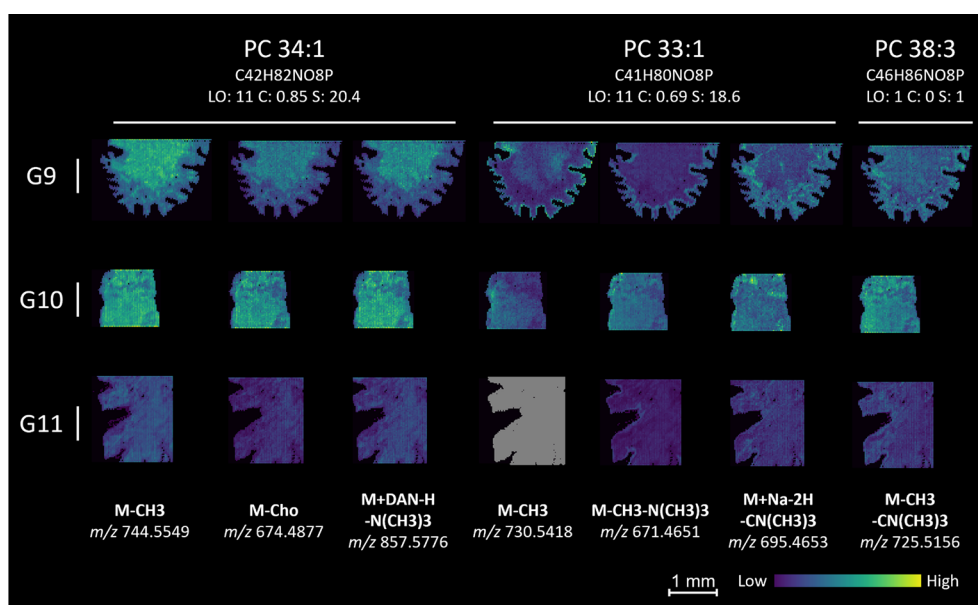 PC 34:1
C42H82NO8P
LO: 11 C: 0.85 S: 20.4
PC 33:1
C41H80NO8P
LO: 11 C: 0.69 S: 18.6
PC 38:3
C46H86NO8P
LO: 1 C: 0 S: 1
G9
G10
G11
M-CH3
m/z 744.5549
M-Cho
m/z 674.4877
M+DAN-H
-N(CH3)3
m/z 857.5776
M-CH3
m/z 730.5418
M-CH3-N(CH3)3
m/z 671.4651
M+Na-2H
-CN(CH3)3
m/z 695.4653
M-CH3
-CN(CH3)3
m/z 725.5156
1 mm
Low
High